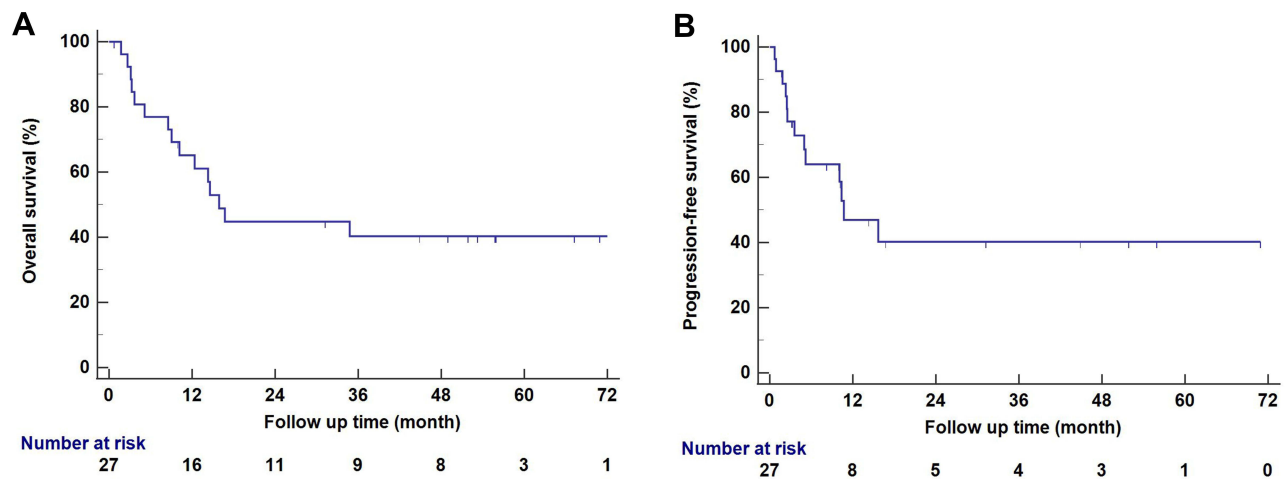 A
Overall survival (%)
100
80
60
40
20
0
0 12 24 36 48 60 72
Follow up time (month)
Number at risk
27 16 11 9 8 3 1
B
Progression-free survival (%)
100
80
60
40
20
0
0 12 24 36 48 60 72
Follow up time (month)
Number at risk
27 8 5 4 3 1 0